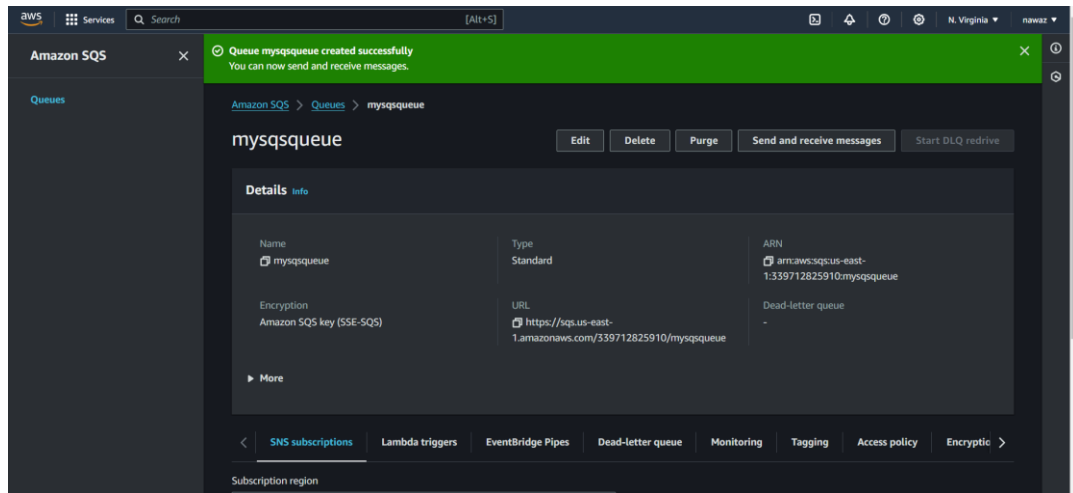 aws Services Search [Alt+S] N. Virginia nawaz
Amazon SQS
Queue mysqsqueue created successfully
You can now send and receive messages.
Queues
Amazon SQS > Queues > mysqsqueue
mysqsqueue
Edit Delete Purge Send and receive messages Start DLQ redrive
Details Info
Name
mysqsqueue
Type
Standard
ARN
arn:aws:sqs:us-east-
1:339712825910:mysqsqueue
Encryption
Amazon SQS key (SSE-SQS)
URL
https://sqs.us-east-
1.amazonaws.com/339712825910/mysqsqueue
Dead-letter queue
-
More
SNS subscriptions Lambda triggers EventBridge Pipes Dead-letter queue Monitoring Tagging Access policy Encryptic
Subscription region